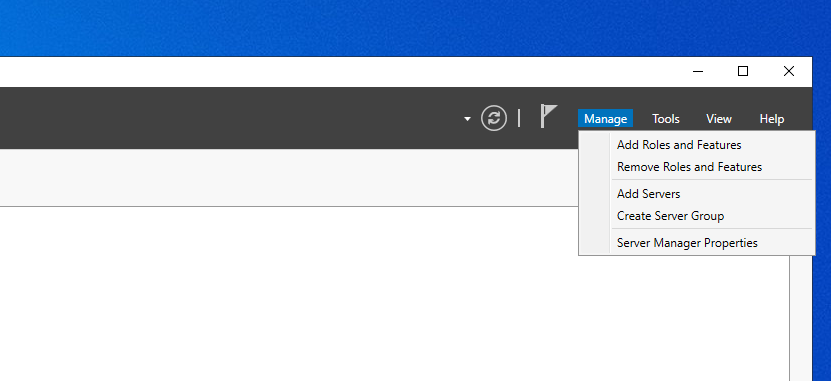 Manage Tools View Help
Add Roles and Features
Remove Roles and Features
Add Servers
Create Server Group
Server Manager Properties